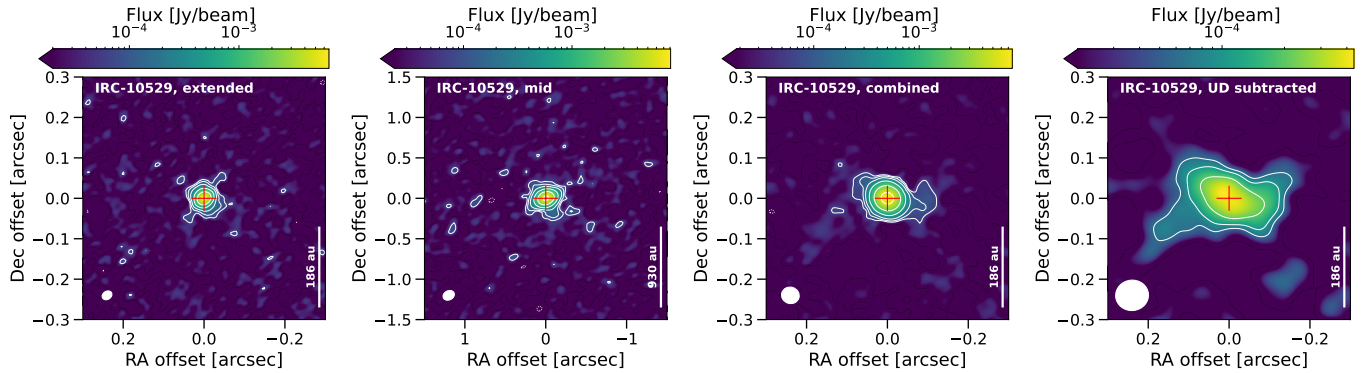 Flux [Jy/beam]
10⁻⁴ 10⁻³
IRC-10529, extended
Dec offset [arcsec]
0.3
0.2
0.1
0.0
−0.1
−0.2
−0.3
186 au
0.2 0.0 −0.2
RA offset [arcsec]
Flux [Jy/beam]
10⁻³
IRC-10529, mid
Dec offset [arcsec]
1.5
1.0
0.5
0.0
−0.5
−1.0
−1.5
930 au
1 0 −1
RA offset [arcsec]
Flux [Jy/beam]
10⁻⁴ 10⁻³
IRC-10529, combined
Dec offset [arcsec]
0.3
0.2
0.1
0.0
−0.1
−0.2
−0.3
186 au
0.2 0.0 −0.2
RA offset [arcsec]
Flux [Jy/beam]
10⁻⁴
IRC-10529, UD subtracted
Dec offset [arcsec]
0.3
0.2
0.1
0.0
−0.1
−0.2
−0.3
186 au
0.2 0.0 −0.2
RA offset [arcsec]